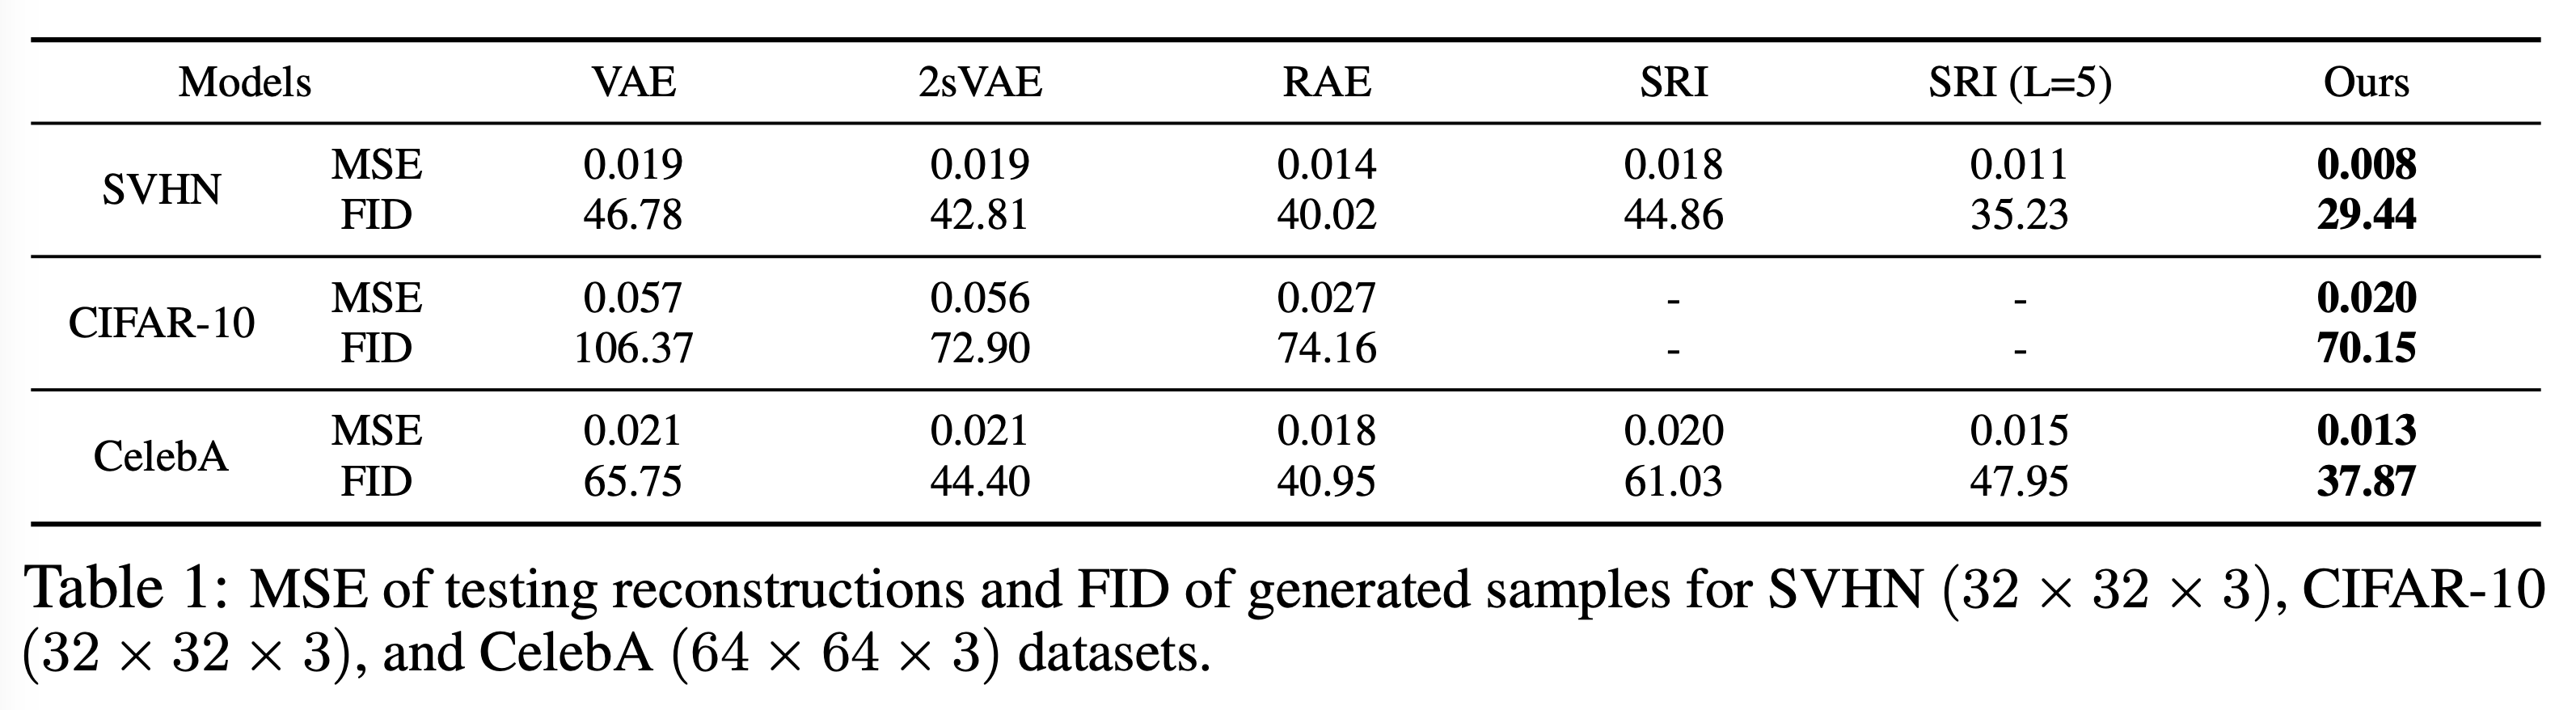 Models VAE 2sVAE RAE SRI SRI (L=5) Ours
SVHN MSE 0.019 0.019 0.014 0.018 0.011 0.008
FID 46.78 42.81 40.02 44.86 35.23 29.44
CIFAR-10 MSE 0.057 0.056 0.027 - - 0.020
FID 106.37 72.90 74.16 - - 70.15
CelebA MSE 0.021 0.021 0.018 0.020 0.015 0.013
FID 65.75 44.40 40.95 61.03 47.95 37.87
Table 1: MSE of testing reconstructions and FID of generated samples for SVHN (32 × 32 × 3), CIFAR-10
(32 × 32 × 3), and CelebA (64 × 64 × 3) datasets.